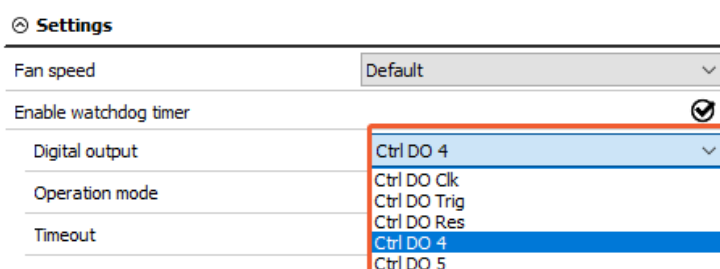 Settings
Fan speed Default
Enable watchdog timer
Digital output Ctrl DO 4
Ctrl DO Clk
Operation mode
Ctrl DO Trig
Ctrl DO Res
Timeout
Ctrl DO 4
Ctrl DO 5